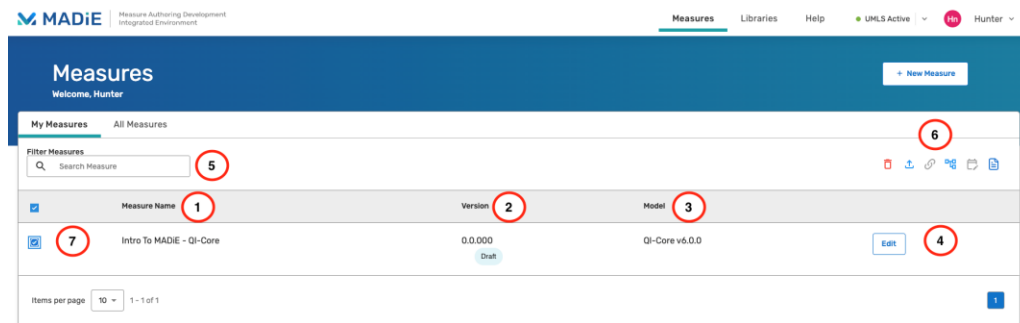 MADiE Measure Authoring Development
Integrated Environment
Measures Libraries Help UMLS Active Hn Hunter
Measures
Welcome, Hunter
+ New Measure
My Measures All Measures
6
Filter Measures
Search Measure
5
Measure Name 1 Version 2 Model 3
7 Intro To MADiE - QI-Core 0.0.000 QI-Core v6.0.0 Edit 4
Draft
Items per page 10 1 - 1 of 1 1